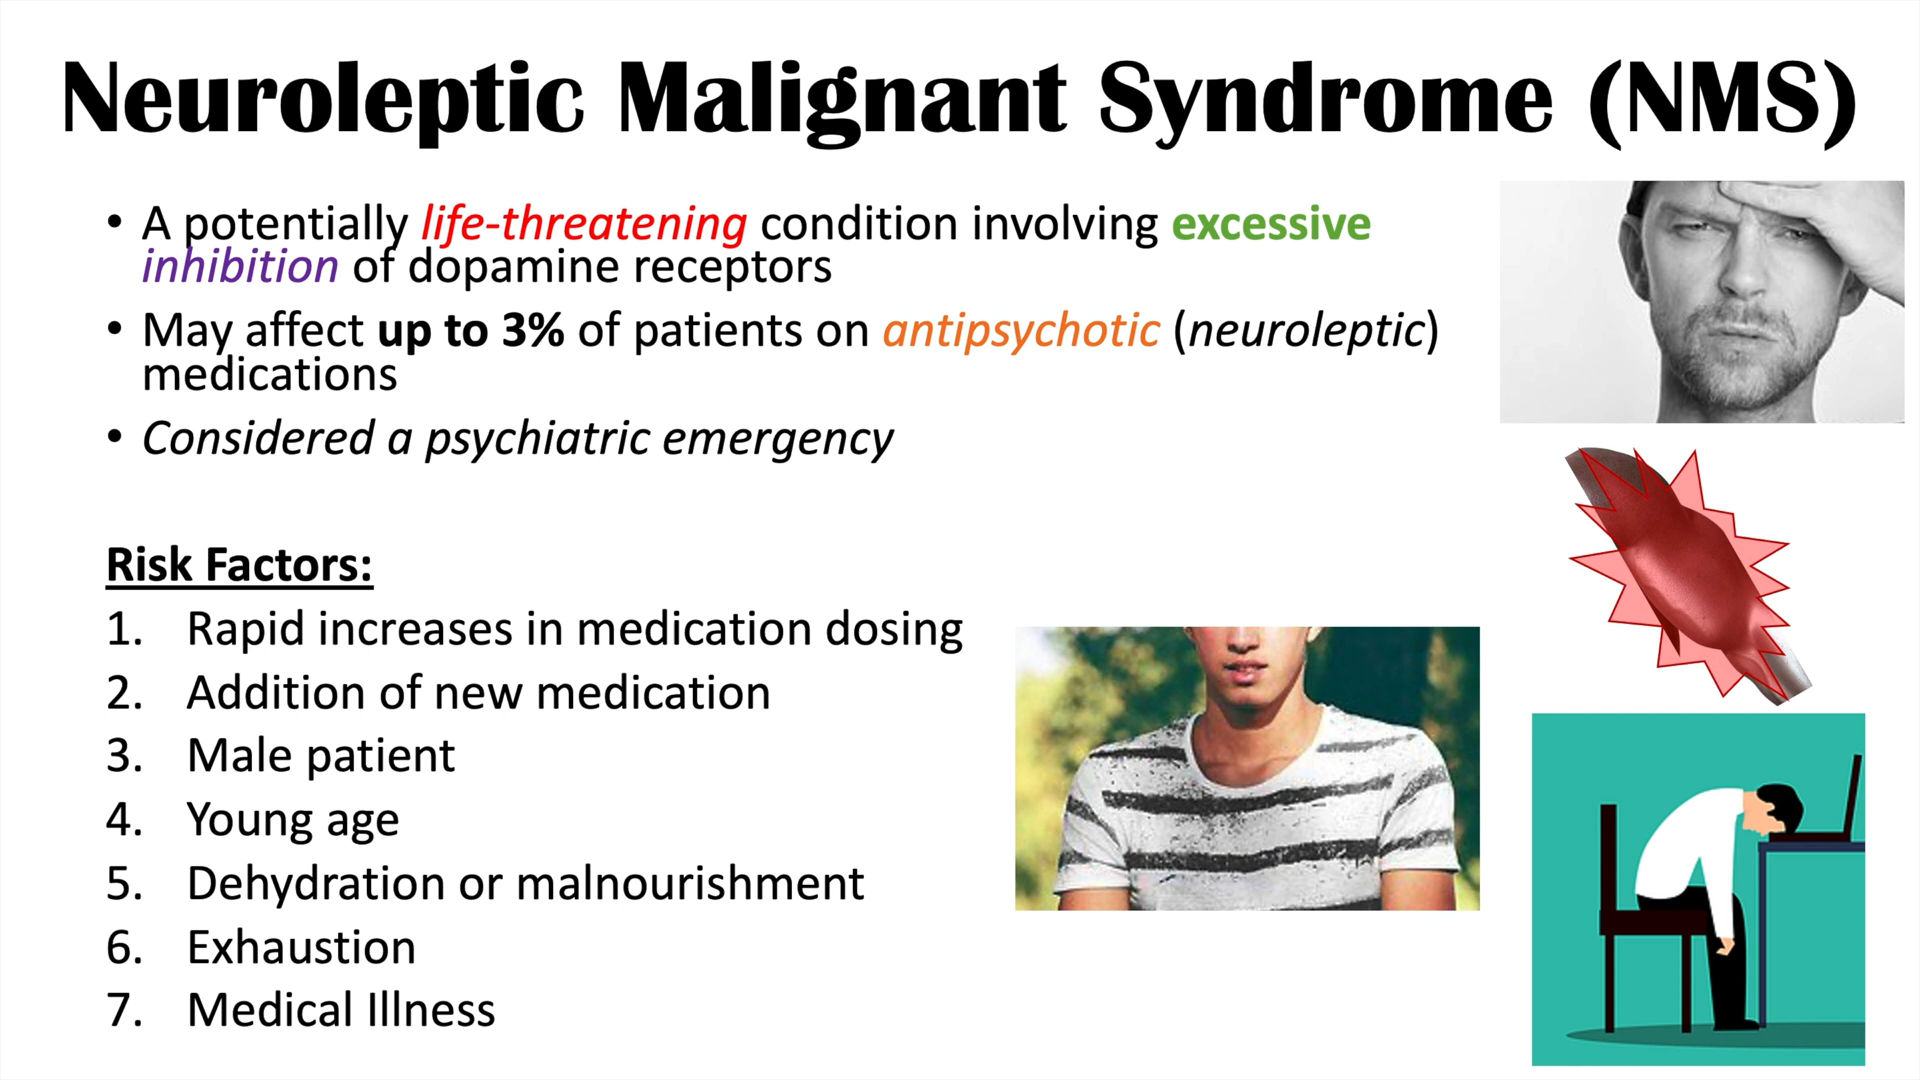 Neuroleptic Malignant Syndrome (NMS)
• A potentially life-threatening condition involving excessive
inhibition of dopamine receptors
• May affect up to 3% of patients on antipsychotic (neuroleptic)
medications
• Considered a psychiatric emergency
Risk Factors:
1. Rapid increases in medication dosing
2. Addition of new medication
3. Male patient
4. Young age
5. Dehydration or malnourishment
6. Exhaustion
7. Medical Illness